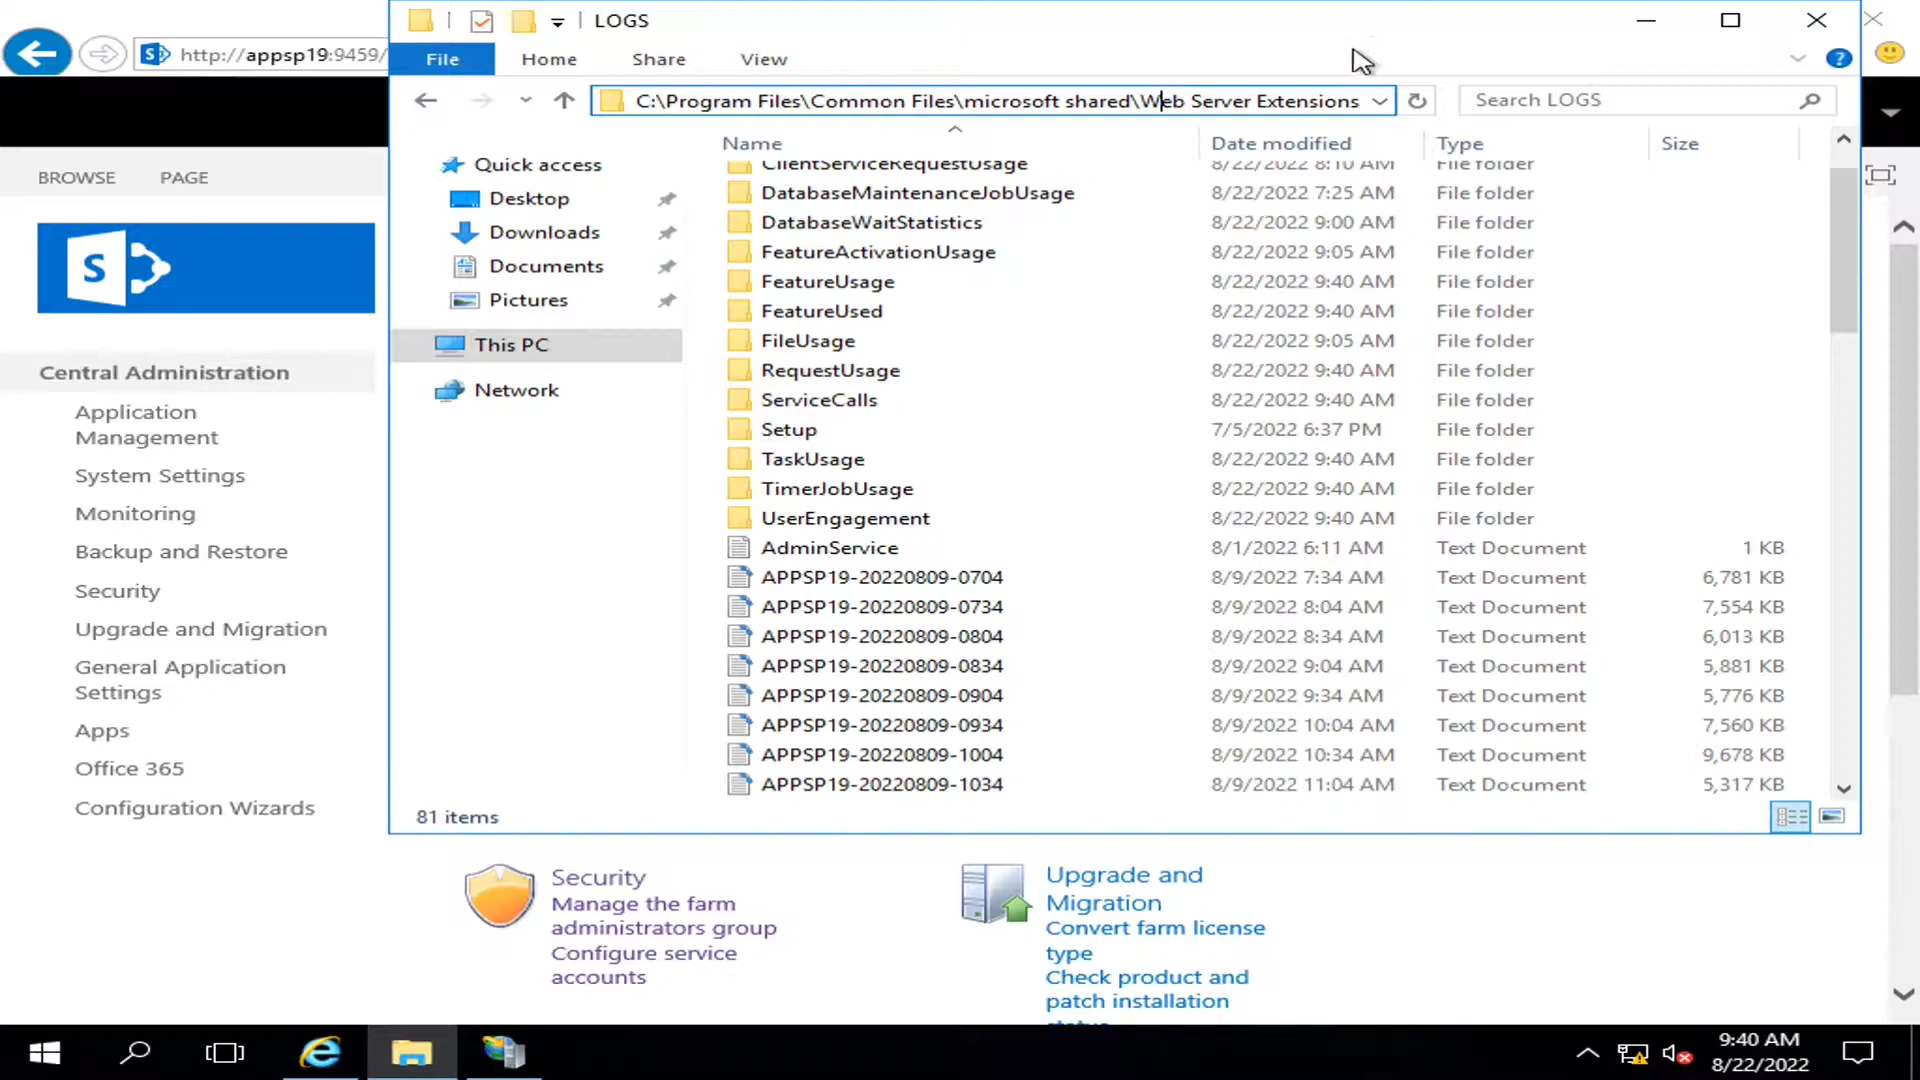 LOGS
http://appsp19:9459/
File
Home
Share
View
C:\Program Files\Common Files\microsoft shared\Web Server Extensions
Search LOGS
BROWSE
PAGE
S
Central Administration
Application
Management
System Settings
Monitoring
Backup and Restore
Security
Upgrade and Migration
General Application
Settings
Apps
Office 365
Configuration Wizards
Quick access
Desktop
Downloads
Documents
Pictures
This PC
Network
Name Date modified Type Size
ClientServiceRequestUsage 8/22/2022 8:10 AM File folder
DatabaseMaintenanceJobUsage 8/22/2022 7:25 AM File folder
DatabaseWaitStatistics 8/22/2022 9:00 AM File folder
FeatureActivationUsage 8/22/2022 9:05 AM File folder
FeatureUsage 8/22/2022 9:40 AM File folder
FeatureUsed 8/22/2022 9:40 AM File folder
FileUsage 8/22/2022 9:05 AM File folder
RequestUsage 8/22/2022 9:40 AM File folder
ServiceCalls 8/22/2022 9:40 AM File folder
Setup 7/5/2022 6:37 PM File folder
TaskUsage 8/22/2022 9:40 AM File folder
TimerJobUsage 8/22/2022 9:40 AM File folder
UserEngagement 8/22/2022 9:40 AM File folder
AdminService 8/1/2022 6:11 AM Text Document 1 KB
APPSP19-20220809-0704 8/9/2022 7:34 AM Text Document 6,781 KB
APPSP19-20220809-0734 8/9/2022 8:04 AM Text Document 7,554 KB
APPSP19-20220809-0804 8/9/2022 8:34 AM Text Document 6,013 KB
APPSP19-20220809-0834 8/9/2022 9:04 AM Text Document 5,881 KB
APPSP19-20220809-0904 8/9/2022 9:34 AM Text Document 5,776 KB
APPSP19-20220809-0934 8/9/2022 10:04 AM Text Document 7,560 KB
APPSP19-20220809-1004 8/9/2022 10:34 AM Text Document 9,678 KB
APPSP19-20220809-1034 8/9/2022 11:04 AM Text Document 5,317 KB
81 items
Security
Manage the farm
administrators group
Configure service
accounts
Upgrade and
Migration
Convert farm license
type
Check product and
patch installation
9:40 AM
8/22/2022